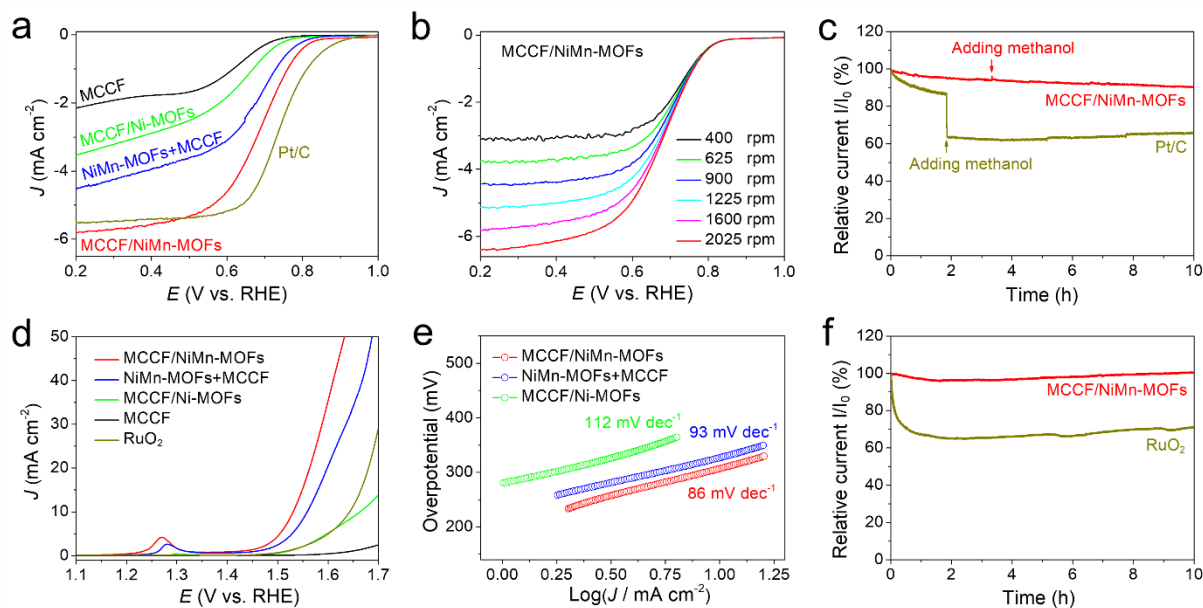 a
0
-2
-4
-6
J (mA cm⁻²)
MCCF
MCCF/Ni-MOFs
NiMn-MOFs+MCCF
Pt/C
MCCF/NiMn-MOFs
0.2 0.4 0.6 0.8 1.0
E (V vs. RHE)
b
MCCF/NiMn-MOFs
0
-2
-4
-6
J (mA cm⁻²)
400 rpm
625 rpm
900 rpm
1225 rpm
1600 rpm
2025 rpm
0.2 0.4 0.6 0.8 1.0
E (V vs. RHE)
c
120
100
80
60
40
20
0
Relative current I/I₀ (%)
Adding methanol
MCCF/NiMn-MOFs
Pt/C
Adding methanol
0 2 4 6 8 10
Time (h)
d
50
40
30
20
10
0
J (mA cm⁻²)
MCCF/NiMn-MOFs
NiMn-MOFs+MCCF
MCCF/Ni-MOFs
MCCF
RuO₂
1.1 1.2 1.3 1.4 1.5 1.6 1.7
E (V vs. RHE)
e
500
400
300
200
Overpotential (mV)
MCCF/NiMn-MOFs
NiMn-MOFs+MCCF
MCCF/Ni-MOFs
112 mV dec⁻¹
93 mV dec⁻¹
86 mV dec⁻¹
0.00 0.40 0.80 1.20
Log(J / mA cm⁻²)
f
120
100
80
60
40
20
0
Relative current I/I₀ (%)
MCCF/NiMn-MOFs
RuO₂
0 2 4 6 8 10
Time (h)